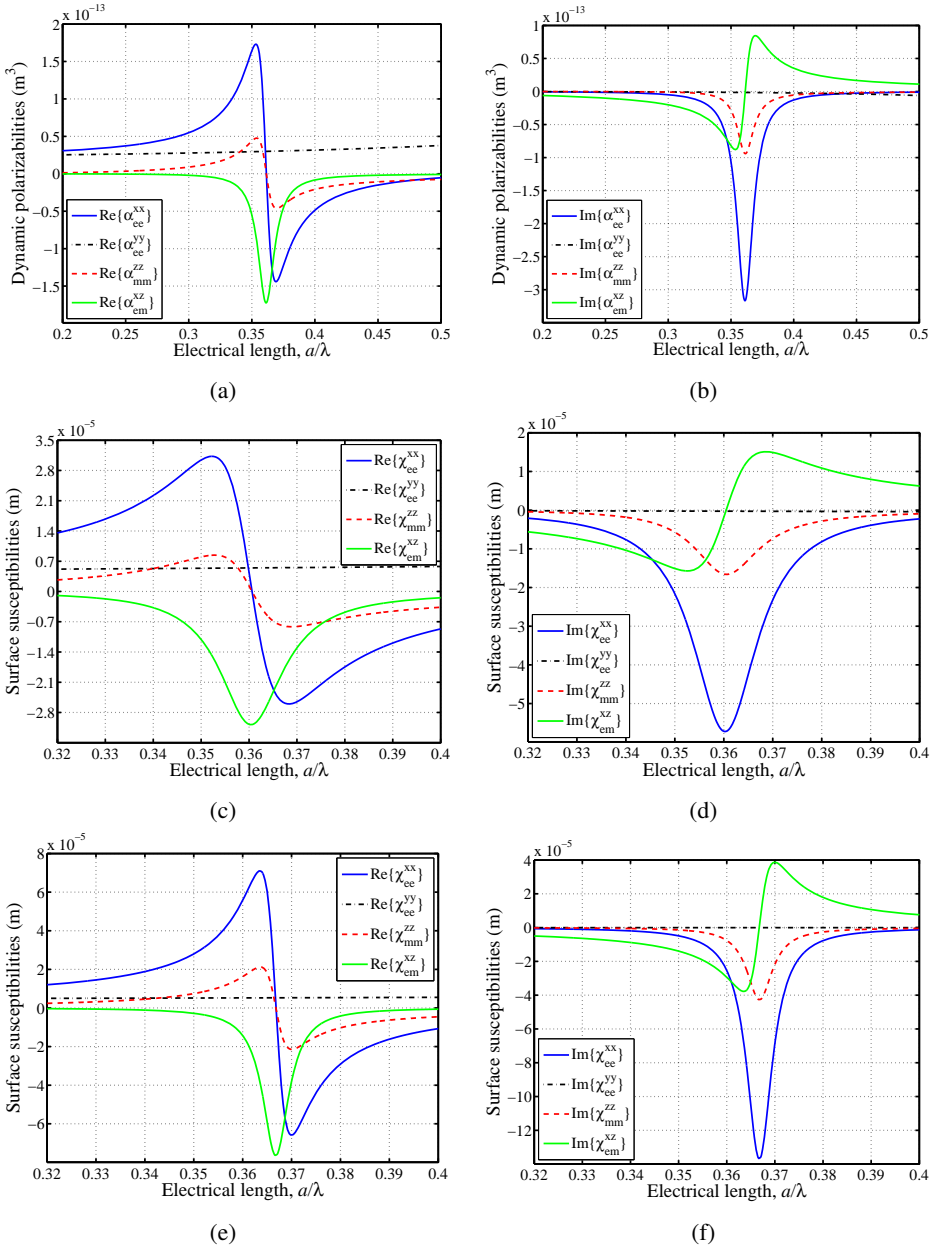 x 10⁻¹³
2
1.5
1
0.5
0
−0.5
−1
−1.5
Dynamic polarizabilities (m³)
Re{α_ee^xx}
Re{α_ee^yy}
Re{α_mm^zz}
Re{α_em^xz}
0.2 0.25 0.3 0.35 0.4 0.45 0.5
Electrical length, a/λ
(a)
x 10⁻¹³
1
0.5
0
−0.5
−1
−1.5
−2
−2.5
−3
Dynamic polarizabilities (m³)
Im{α_ee^xx}
Im{α_ee^yy}
Im{α_mm^zz}
Im{α_em^xz}
0.2 0.25 0.3 0.35 0.4 0.45 0.5
Electrical length, a/λ
(b)
x 10⁻⁵
3.5
2.8
2.1
1.4
0.7
0
−0.7
−1.4
−2.1
−2.8
Surface susceptibilities (m)
Re{χ_ee^xx}
Re{χ_ee^yy}
Re{χ_mm^zz}
Re{χ_em^xz}
0.32 0.33 0.34 0.35 0.36 0.37 0.38 0.39 0.4
Electrical length, a/λ
(c)
x 10⁻⁵
2
1
0
−1
−2
−3
−4
−5
Surface susceptibilities (m)
Im{χ_ee^xx}
Im{χ_ee^yy}
Im{χ_mm^zz}
Im{χ_em^xz}
0.32 0.33 0.34 0.35 0.36 0.37 0.38 0.39 0.4
Electrical length, a/λ
(d)
x 10⁻⁵
8
6
4
2
0
−2
−4
−6
Surface susceptibilities (m)
Re{χ_ee^xx}
Re{χ_ee^yy}
Re{χ_mm^zz}
Re{χ_em^xz}
0.32 0.33 0.34 0.35 0.36 0.37 0.38 0.39 0.4
Electrical length, a/λ
(e)
x 10⁻⁵
4
2
0
−2
−4
−6
−8
−10
−12
Surface susceptibilities (m)
Im{χ_ee^xx}
Im{χ_ee^yy}
Im{χ_mm^zz}
Im{χ_em^xz}
0.32 0.33 0.34 0.35 0.36 0.37 0.38 0.39 0.4
Electrical length, a/λ
(f)